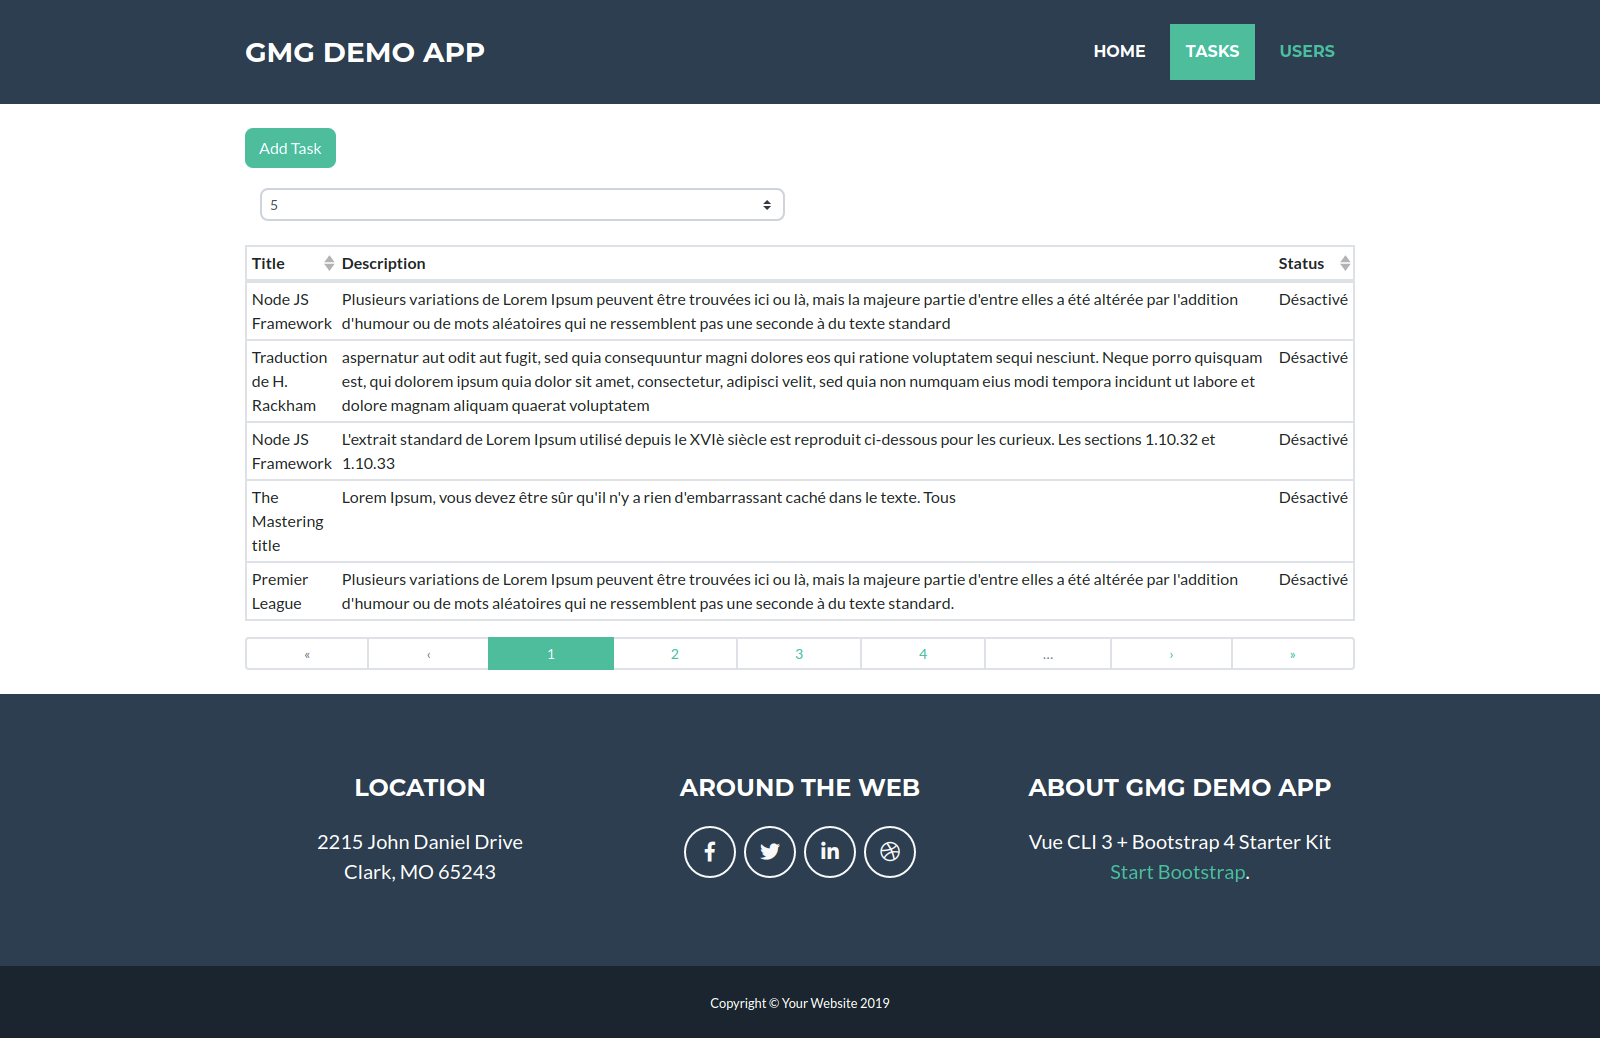 GMG DEMO APP
HOME
TASKS
USERS
Add Task
5
Title
Description
Status
Node JS
Framework
Plusieurs variations de Lorem Ipsum peuvent être trouvées ici ou là, mais la majeure partie d'entre elles a été altérée par l'addition
d'humour ou de mots aléatoires qui ne ressemblent pas une seconde à du texte standard
Désactivé
Traduction
de H.
Rackham
aspernatur aut odit aut fugit, sed quia consequuntur magni dolores eos qui ratione voluptatem sequi nesciunt. Neque porro quisquam
est, qui dolorem ipsum quia dolor sit amet, consectetur, adipisci velit, sed quia non numquam eius modi tempora incidunt ut labore et
dolore magnam aliquam quaerat voluptatem
Désactivé
Node JS
Framework
L'extrait standard de Lorem Ipsum utilisé depuis le XVIè siècle est reproduit ci-dessous pour les curieux. Les sections 1.10.32 et
1.10.33
Désactivé
The
Mastering
title
Lorem Ipsum, vous devez être sûr qu'il n'y a rien d'embarrassant caché dans le texte. Tous
Désactivé
Premier
League
Plusieurs variations de Lorem Ipsum peuvent être trouvées ici ou là, mais la majeure partie d'entre elles a été altérée par l'addition
d'humour ou de mots aléatoires qui ne ressemblent pas une seconde à du texte standard.
Désactivé
« ‹ 1 2 3 4 … › »
LOCATION
2215 John Daniel Drive
Clark, MO 65243
AROUND THE WEB
ABOUT GMG DEMO APP
Vue CLI 3 + Bootstrap 4 Starter Kit
Start Bootstrap.
Copyright © Your Website 2019